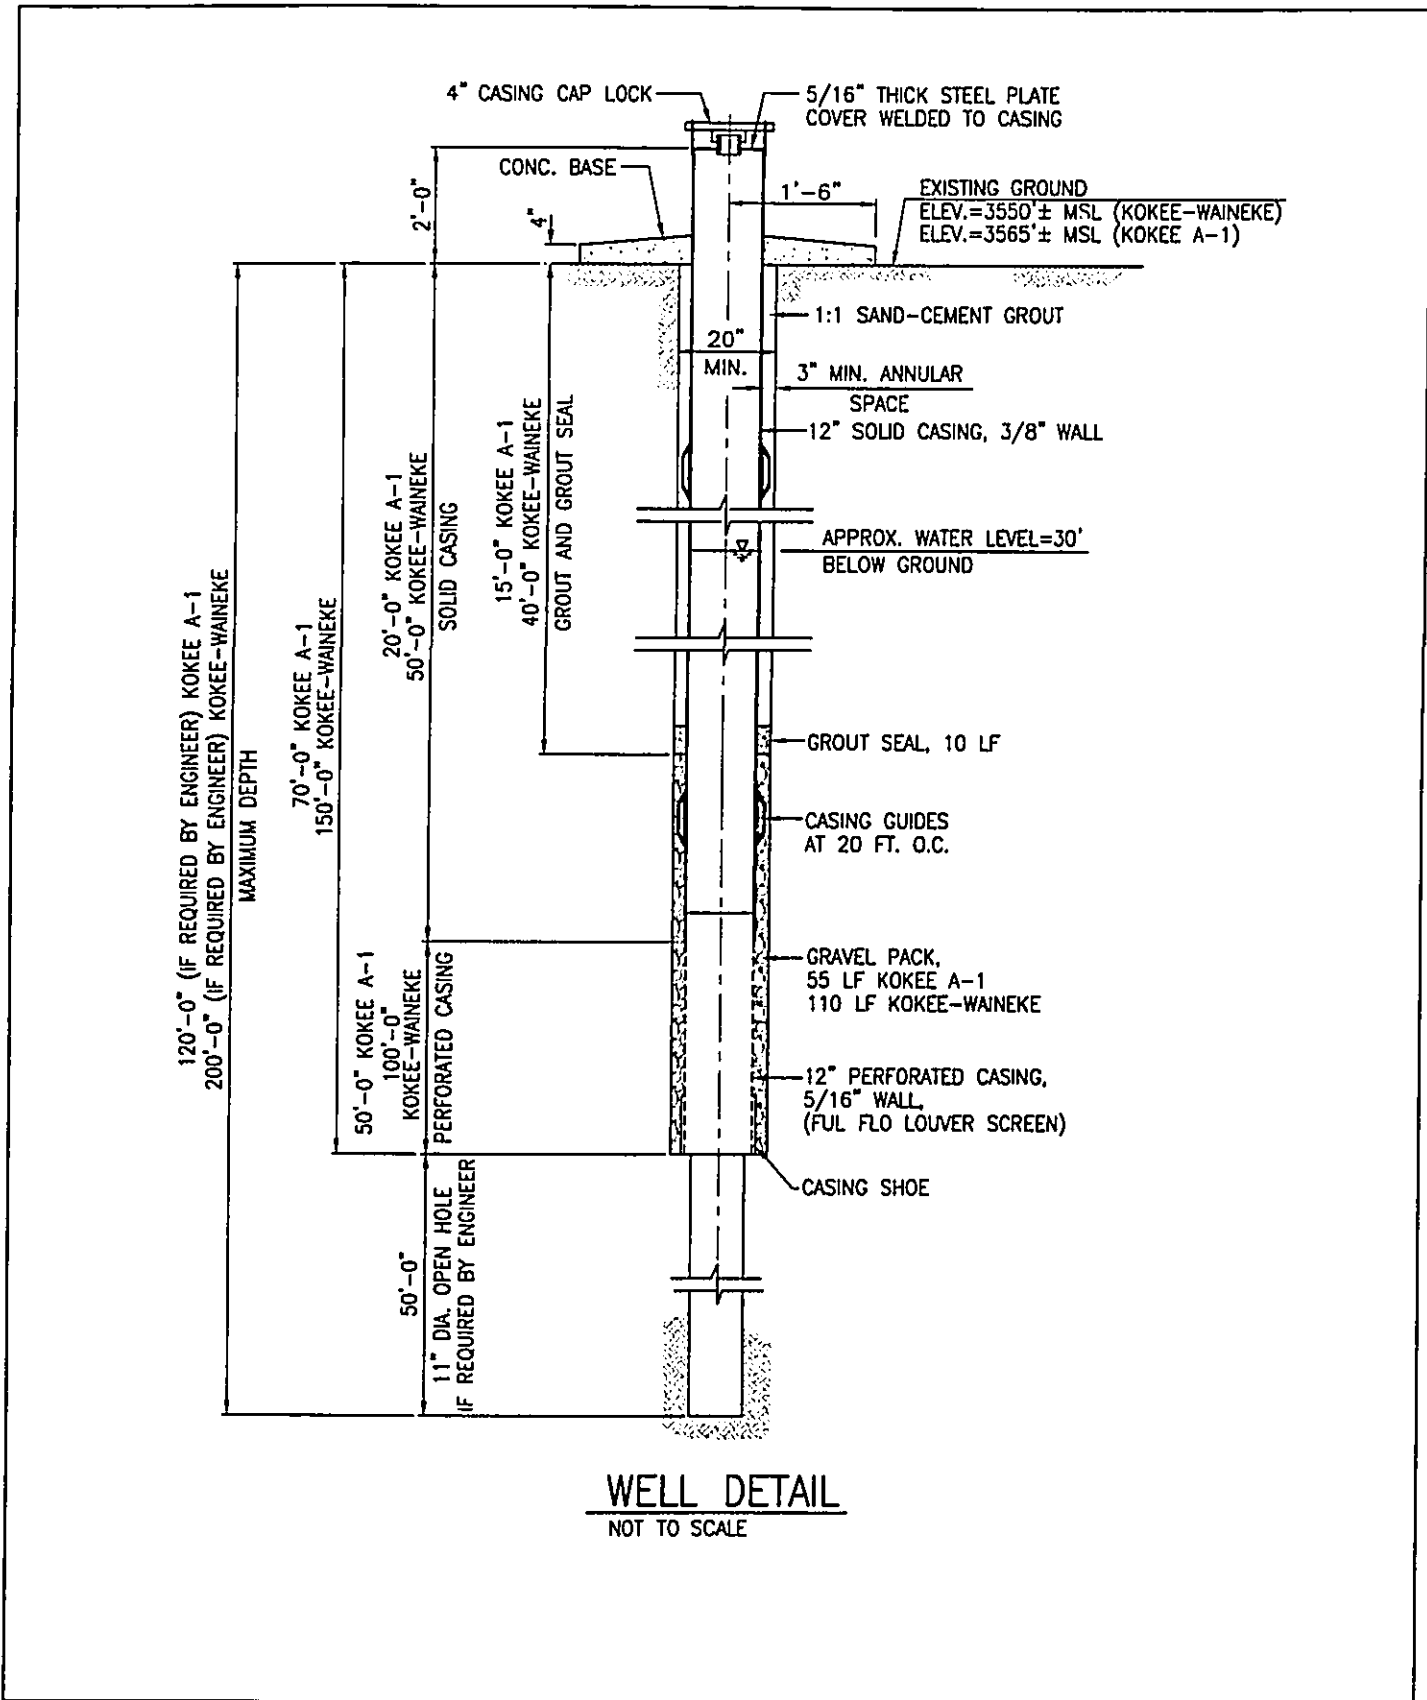 4" CASING CAP LOCK
5/16" THICK STEEL PLATE
COVER WELDED TO CASING
CONC. BASE
2'-0"
4"
1'-6"
EXISTING GROUND
ELEV.=3550'± MSL (KOKEE-WAINEKE)
ELEV.=3565'± MSL (KOKEE A-1)
1:1 SAND-CEMENT GROUT
20"
MIN.
3" MIN. ANNULAR
SPACE
12" SOLID CASING, 3/8" WALL
APPROX. WATER LEVEL=30'
BELOW GROUND
120'-0" (IF REQUIRED BY ENGINEER) KOKEE A-1
200'-0" (IF REQUIRED BY ENGINEER) KOKEE-WAINEKE
MAXIMUM DEPTH
70'-0" KOKEE A-1
150'-0" KOKEE-WAINEKE
20'-0" KOKEE A-1
50'-0" KOKEE-WAINEKE
SOLID CASING
15'-0" KOKEE A-1
40'-0" KOKEE-WAINEKE
GROUT AND GROUT SEAL
GROUT SEAL, 10 LF
CASING GUIDES
AT 20 FT. O.C.
50'-0" KOKEE A-1
100'-0"
KOKEE-WAINEKE
PERFORATED CASING
GRAVEL PACK,
55 LF KOKEE A-1
110 LF KOKEE-WAINEKE
12" PERFORATED CASING,
5/16" WALL,
(FUL FLO LOUVER SCREEN)
CASING SHOE
50'-0"
11" DIA. OPEN HOLE
IF REQUIRED BY ENGINEER
WELL DETAIL
NOT TO SCALE